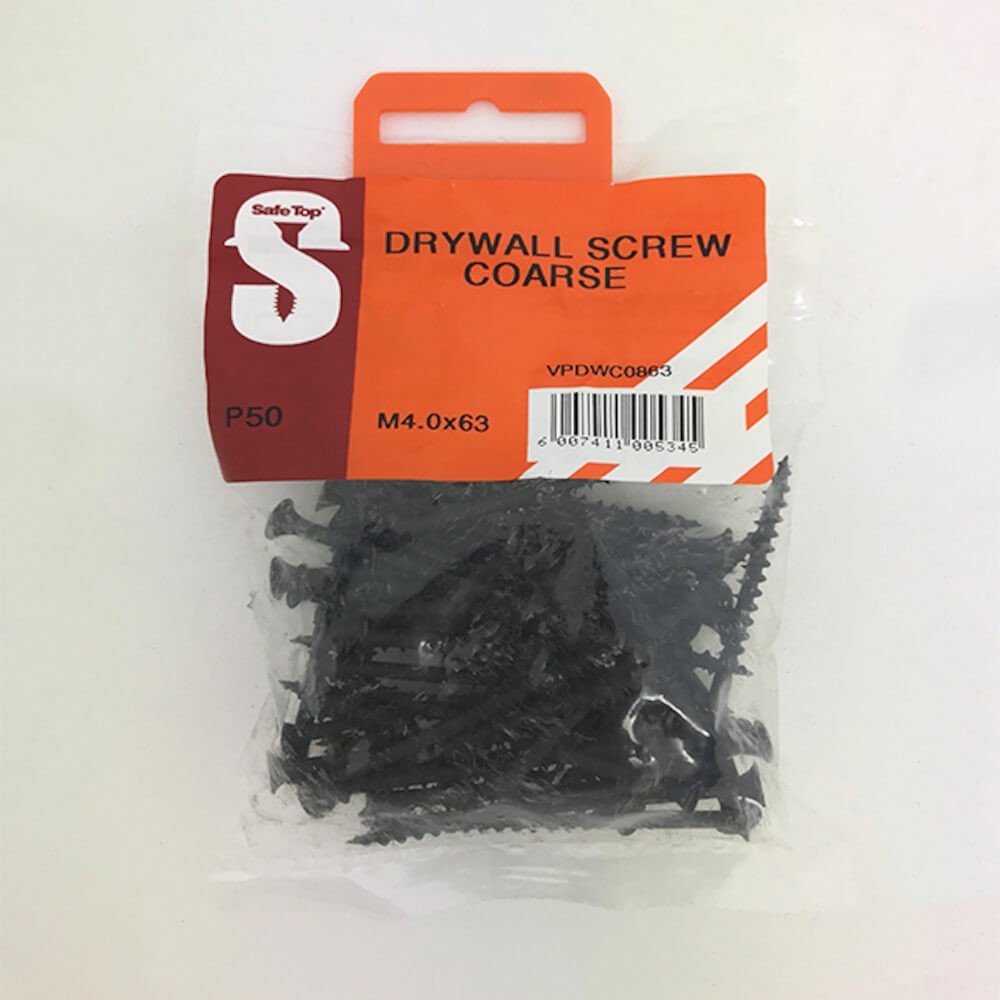 Safe Top
DRYWALL SCREW
COARSE
VPDWC0863
P50
M4.0x63
6 007411 005345